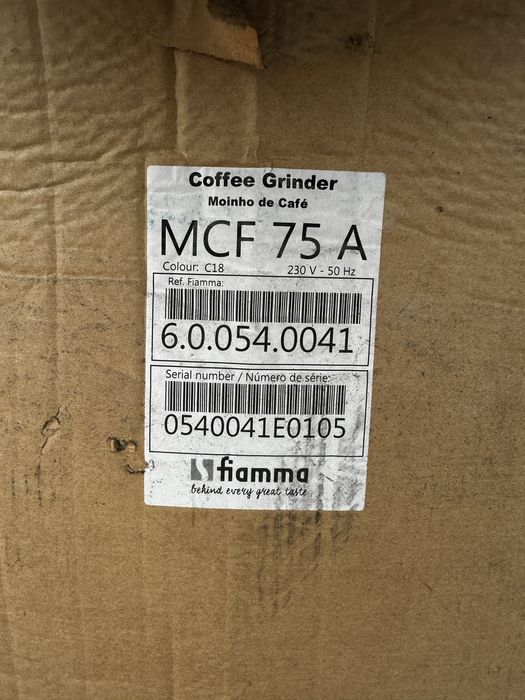 Coffee Grinder
Moinho de Café
MCF 75 A
Colour: C18 230 V - 50 Hz
Ref. Fiamma:
6.0.054.0041
Serial number / Número de série:
0540041E0105
fiamma
behind every great taste